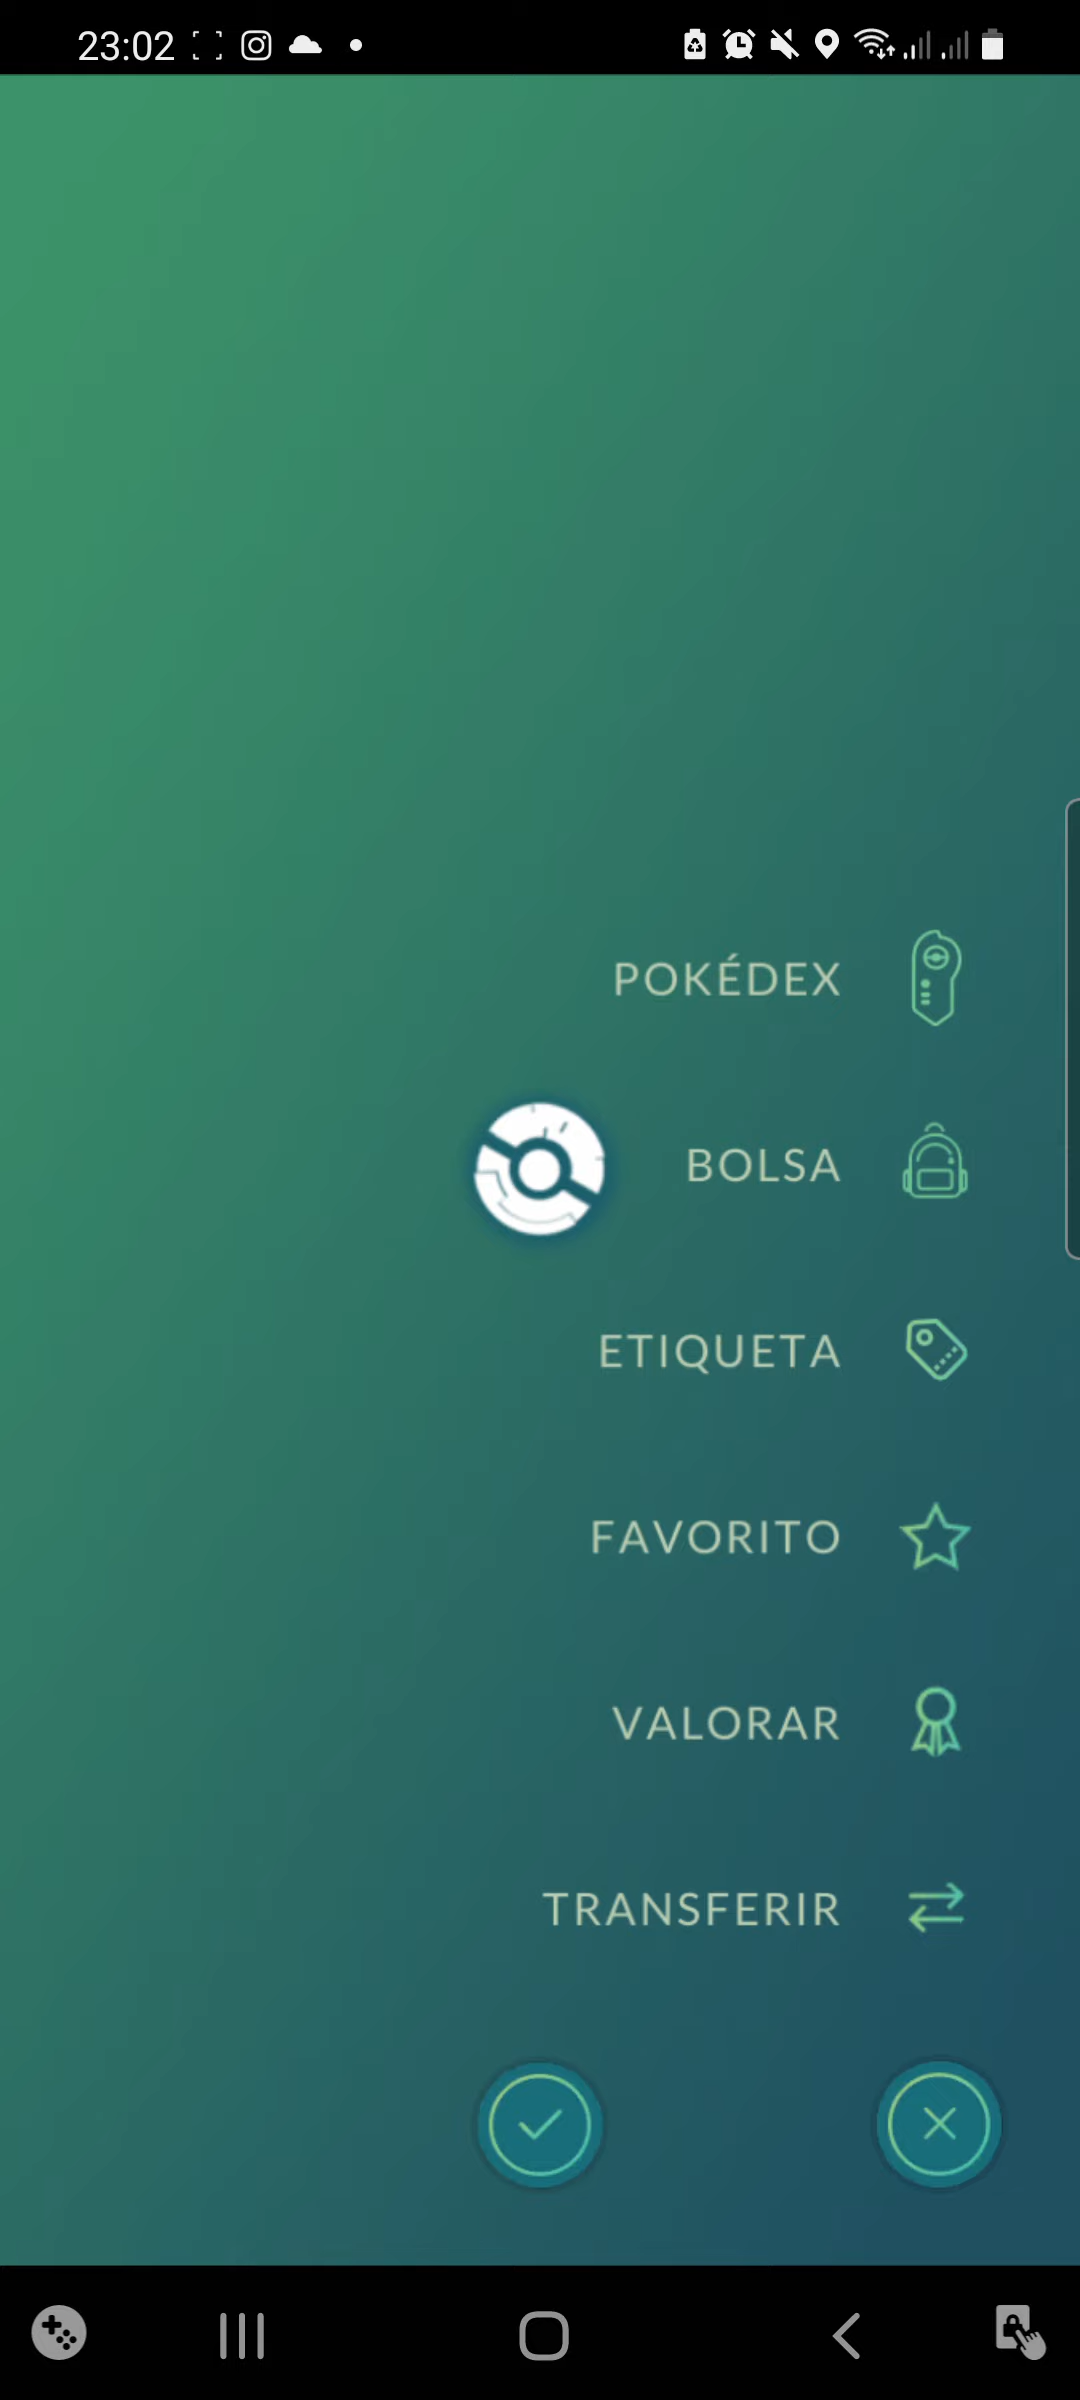 23:02
POKÉDEX
BOLSA
ETIQUETA
FAVORITO
VALORAR
TRANSFERIR